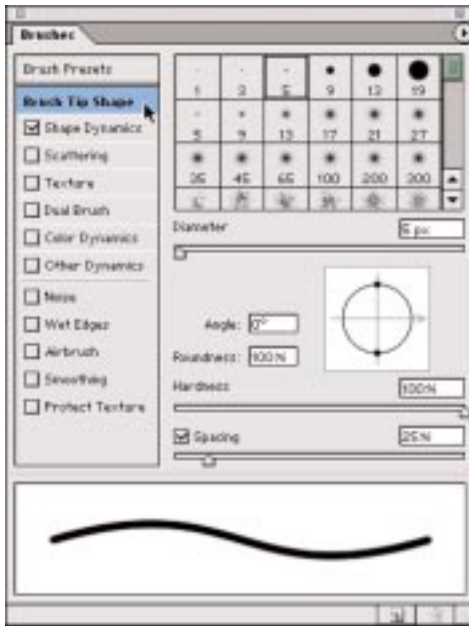 Brushes
Brush Presets
Brush Tip Shape
Shape Dynamics
Scattering
Texture
Dual Brush
Color Dynamics
Other Dynamics
Noise
Wet Edges
Airbrush
Smoothing
Protect Texture
1 3 5 9 13 19
5 9 13 17 21 27
35 45 65 100 200 300
Diameter 5 px
Angle: 0°
Roundness: 100%
Hardness 100%
Spacing 25%